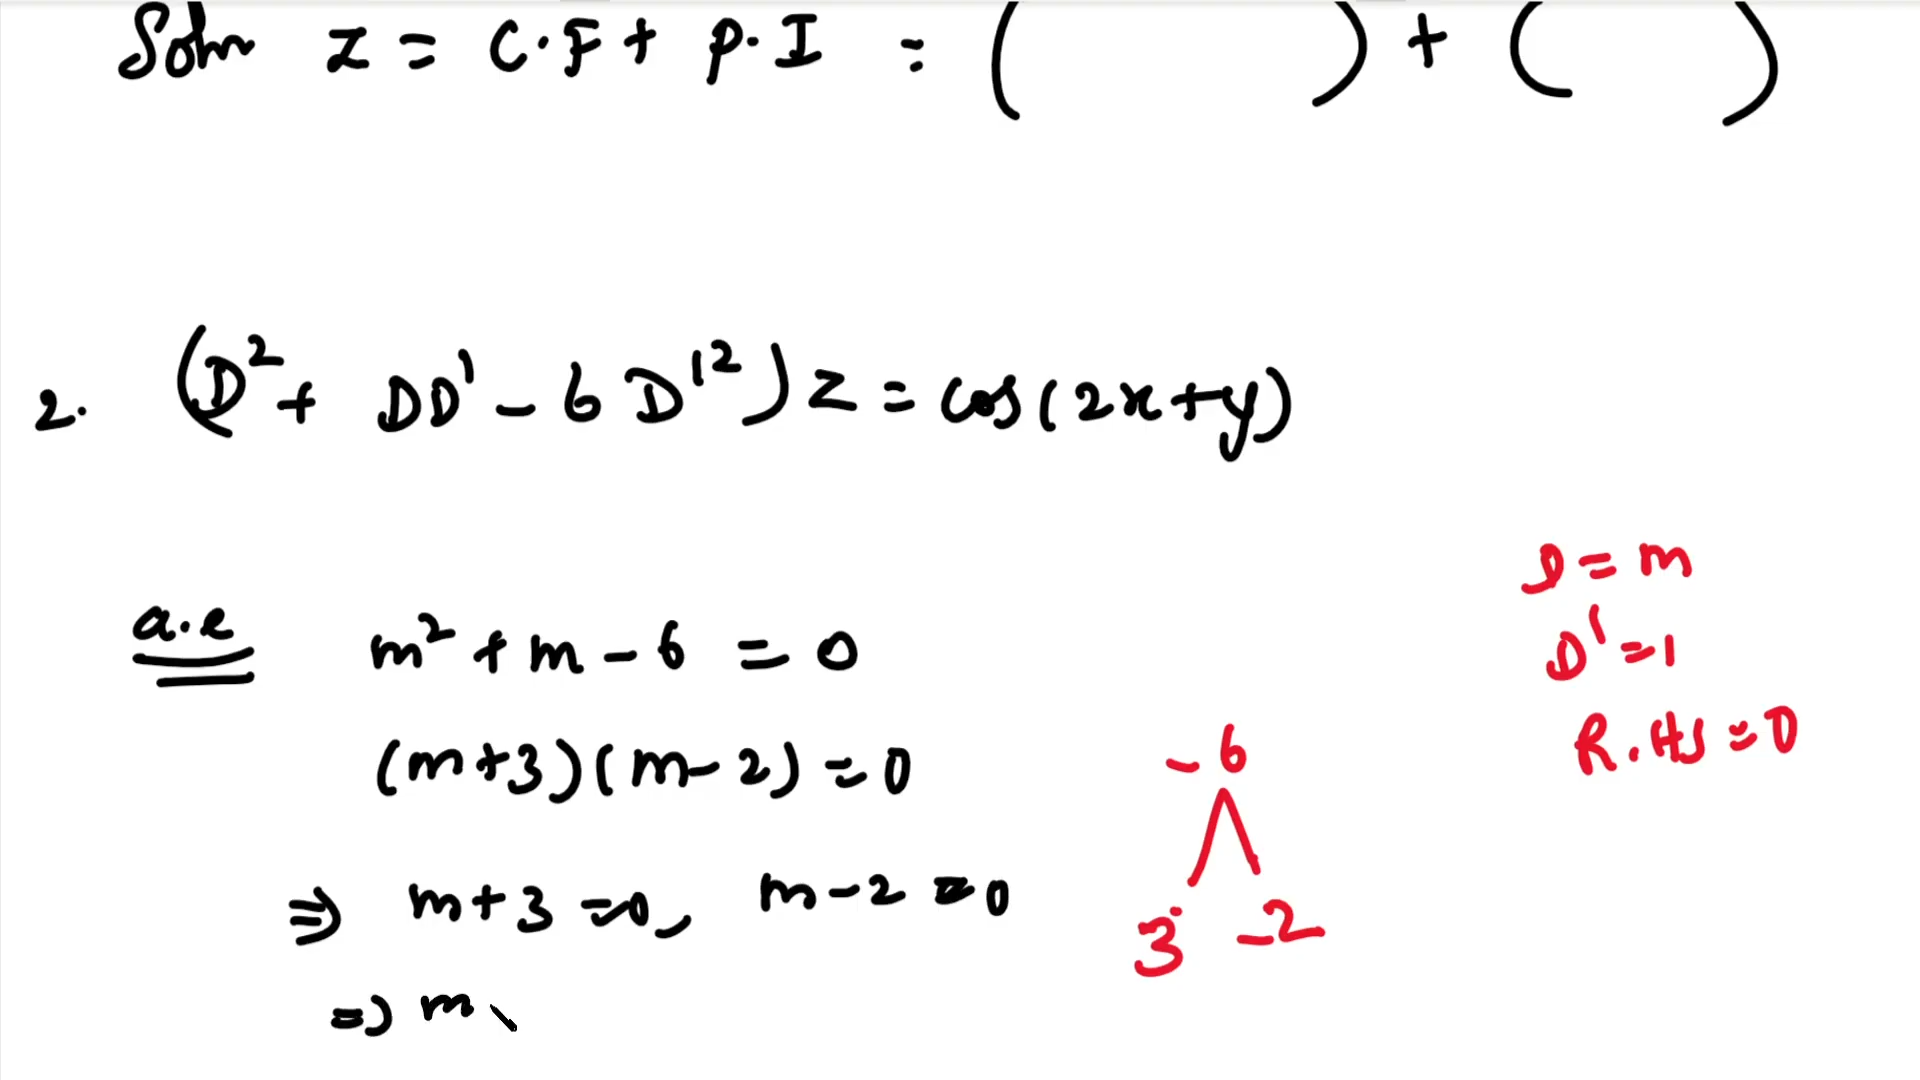 Soln z = C.F + P.I = ( ) + ( )
2. (D² + DD' - 6D'²) z = cos(2x+y)
D = m
a.e m² + m - 6 = 0
D' = 1
R.HS = 0
(m+3)(m-2) = 0
-6
3 -2
⇒ m+3 = 0, m-2 = 0
⇒ m